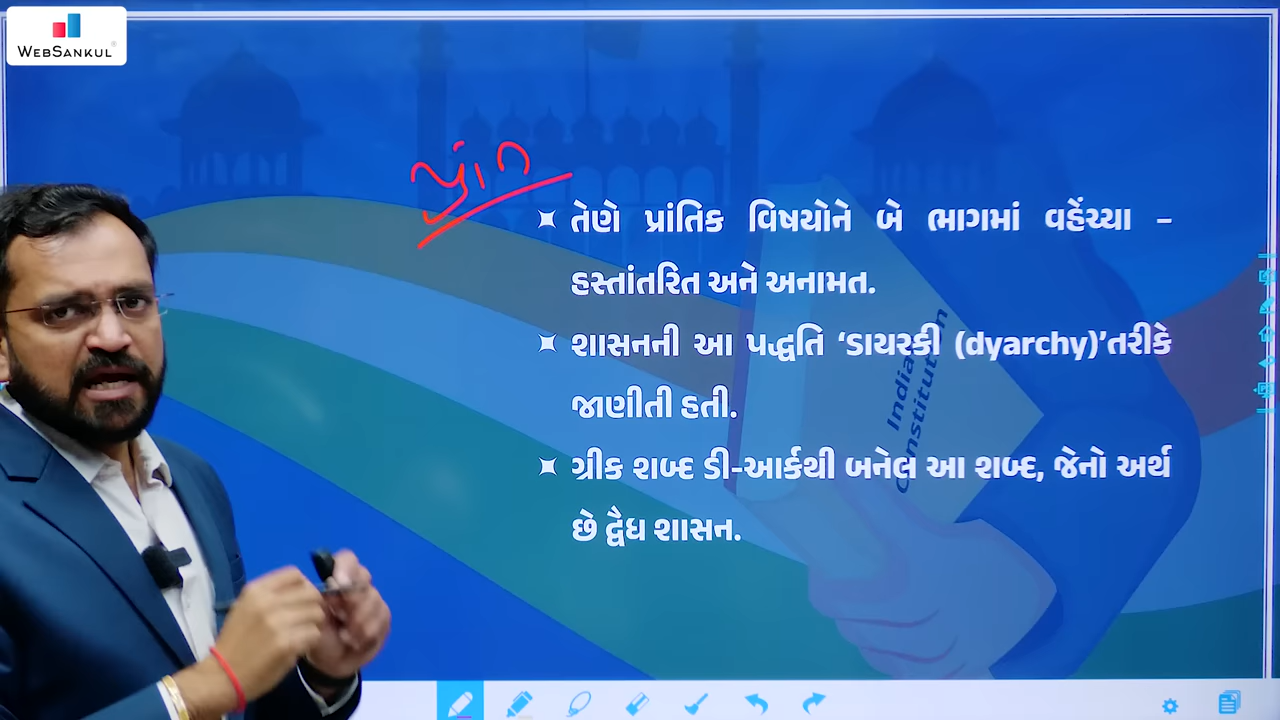 WEBSANKUL
પ્રાંત
તેણે પ્રાંતિક વિષયોને બે ભાગમાં વહેંચ્યા –
હસ્તાંતરિત અને અનામત.
શાસનની આ પદ્ધતિ ‘ડાયરકી (dyarchy)’તરીકે
જાણીતી હતી.
ગ્રીક શબ્દ ડી-આર્કથી બનેલ આ શબ્દ, જેનો અર્થ
છે દ્વૈધ શાસન.
Indian
Constitution